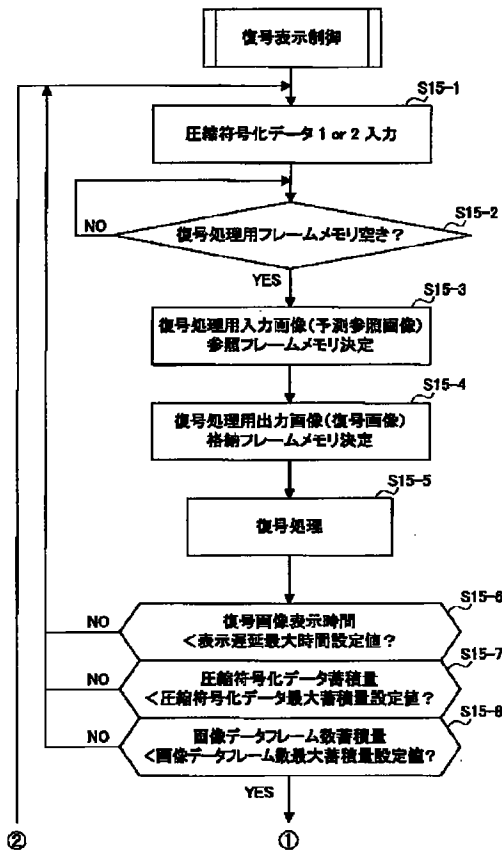 復号表示制御
S15-1
圧縮符号化データ 1 or 2 入力
S15-2
NO
復号処理用フレームメモリ空き？
YES
S15-3
復号処理用入力画像(予測参照画像)
参照フレームメモリ決定
S15-4
復号処理用出力画像(復号画像)
格納フレームメモリ決定
S15-5
復号処理
S15-6
NO
復号画像表示時間
<表示遅延最大時間設定値？
S15-7
NO
圧縮符号化データ蓄積量
<圧縮符号化データ最大蓄積量設定値？
S15-8
NO
画像データフレーム数蓄積量
<画像データフレーム数最大蓄積量設定値？
YES
② ①